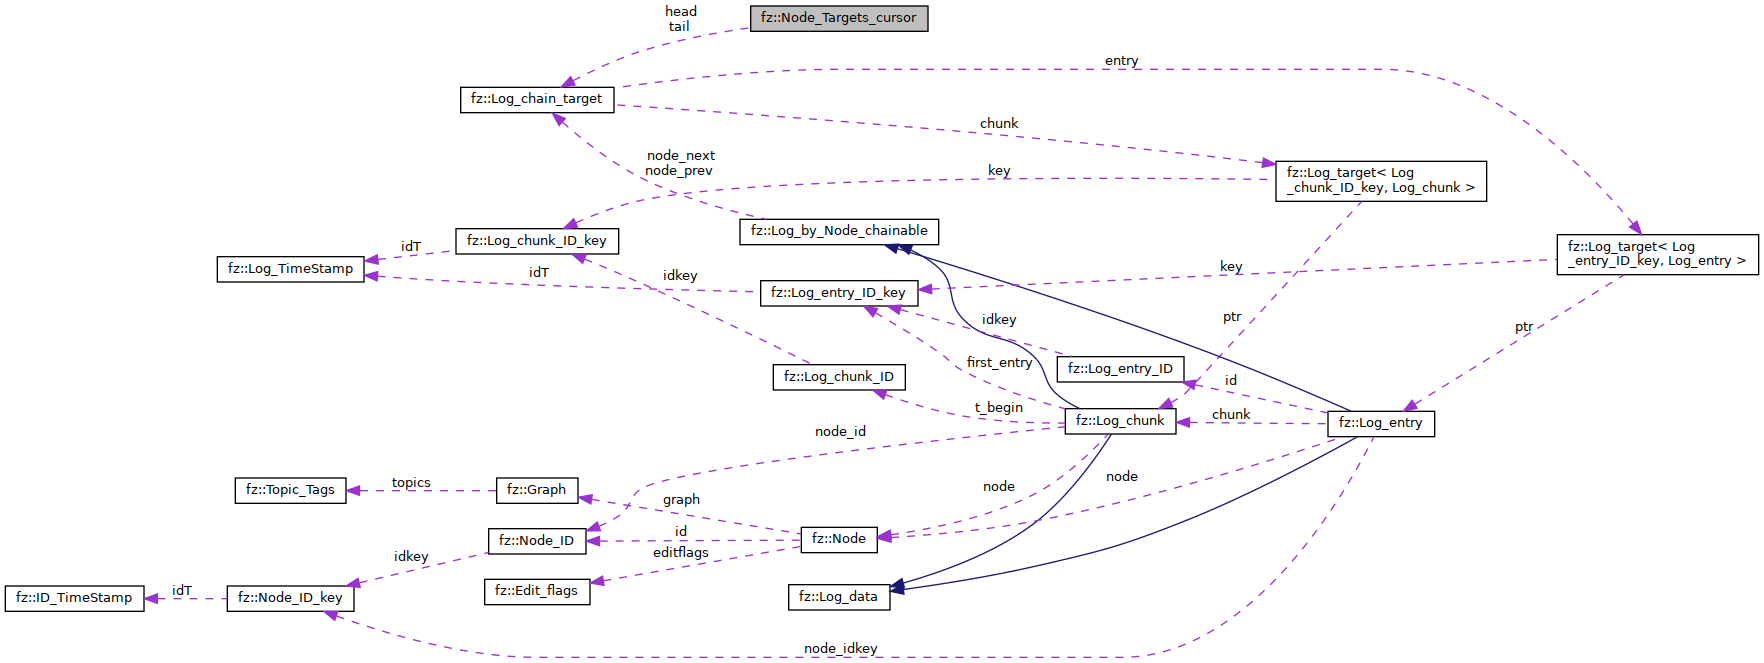 fz::Node_Targets_cursor
head
tail
entry
fz::Log_chain_target
chunk
node_next
node_prev
key
fz::Log_target< Log
_chunk_ID_key, Log_chunk >
fz::Log_by_Node_chainable
fz::Log_chunk_ID_key
idT
fz::Log_target< Log
_entry_ID_key, Log_entry >
fz::Log_TimeStamp
idT
idkey
key
fz::Log_entry_ID_key
idkey
ptr
ptr
first_entry
fz::Log_entry_ID
fz::Log_chunk_ID
id
t_begin
chunk
fz::Log_chunk
fz::Log_entry
node_id
topics
node
node
fz::Topic_Tags
fz::Graph
graph
id
fz::Node_ID
fz::Node
editflags
idkey
fz::Edit_flags
idT
fz::ID_TimeStamp
fz::Node_ID_key
fz::Log_data
node_idkey